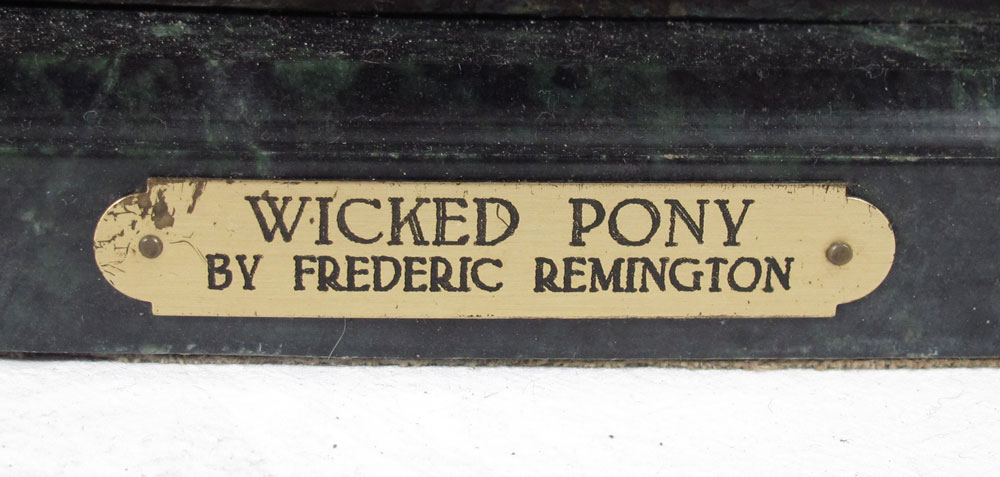 WICKED PONY
BY FREDERIC REMINGTON